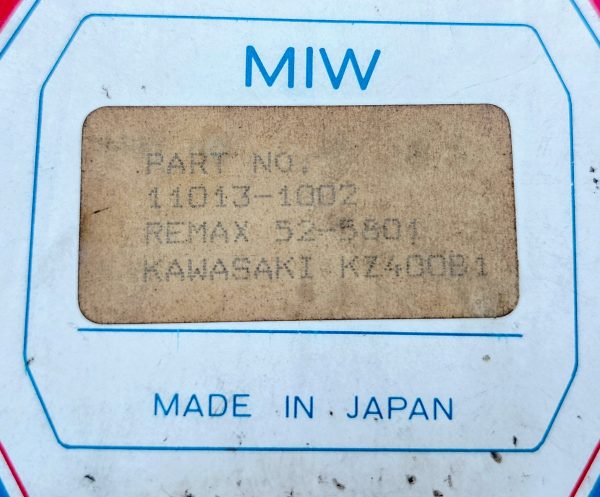 MIW
PART NO.
11013-1002
REMAX 52-5801
KAWASAKI KZ400B1
MADE IN JAPAN